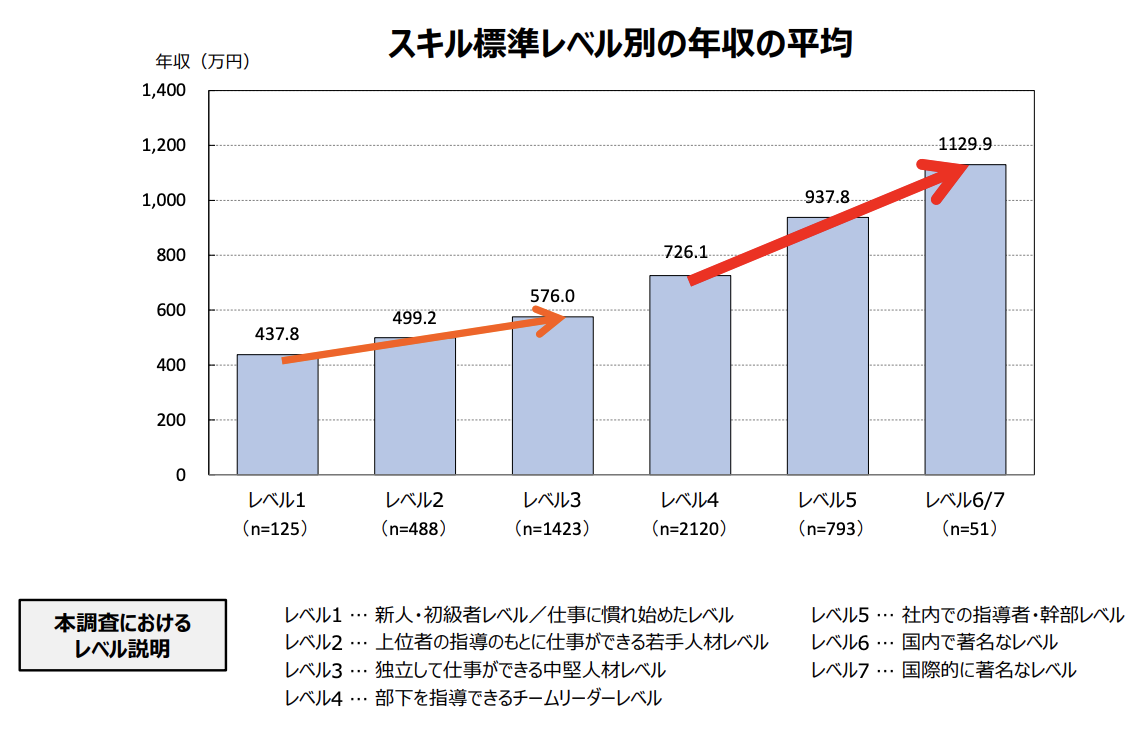 スキル標準レベル別の年収の平均
年収（万円）
1,400
1,200
1,000
800
600
400
200
0
437.8
499.2
576.0
726.1
937.8
1129.9
レベル1 レベル2 レベル3 レベル4 レベル5 レベル6/7
（n=125） （n=488） （n=1423） （n=2120） （n=793） （n=51）
本調査における
レベル説明
レベル1 … 新人・初級者レベル／仕事に慣れ始めたレベル
レベル2 … 上位者の指導のもとに仕事ができる若手人材レベル
レベル3 … 独立して仕事ができる中堅人材レベル
レベル4 … 部下を指導できるチームリーダーレベル
レベル5 … 社内での指導者・幹部レベル
レベル6 … 国内で著名なレベル
レベル7 … 国際的に著名なレベル